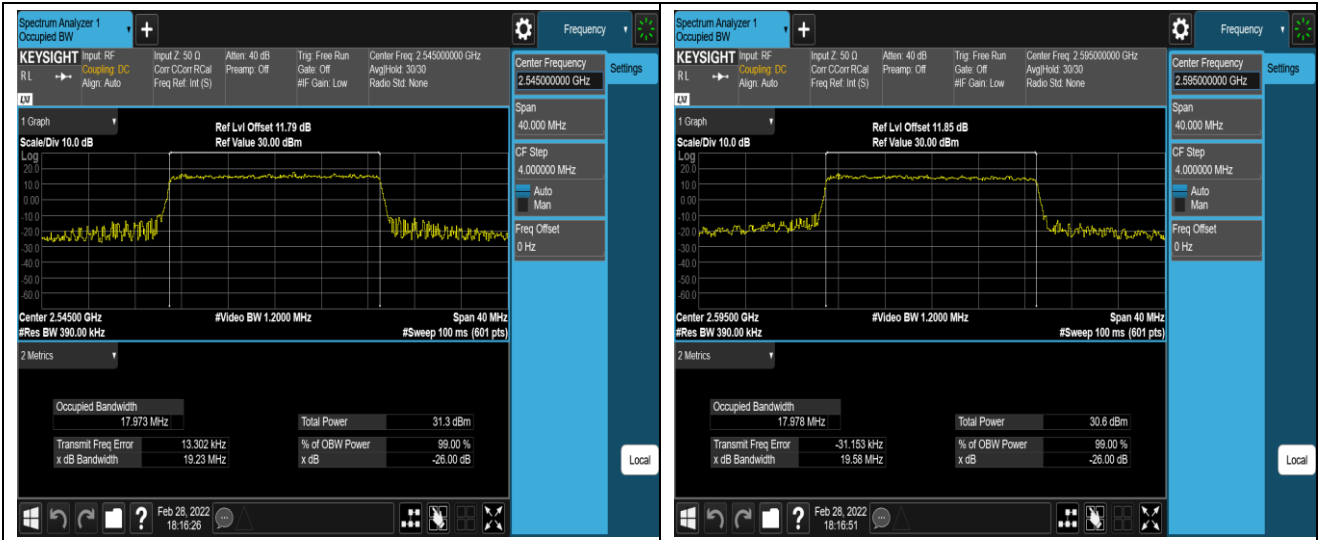 Spectrum Analyzer 1
Occupied BW
Frequency
KEYSIGHT
RL
LXI
Input: RF
Coupling: DC
Align: Auto
Input Z: 50 Ω
Corr CCorr RCal
Freq Ref: Int (S)
Atten: 40 dB
Preamp: Off
Trig: Free Run
Gate: Off
#IF Gain: Low
Center Freq: 2.545000000 GHz
Avg|Hold: 30/30
Radio Std: None
Center Frequency
2.545000000 GHz
Settings
Span
40.000 MHz
CF Step
4.000000 MHz
Auto
Man
Freq Offset
0 Hz
1 Graph
Ref Lvl Offset 11.79 dB
Scale/Div 10.0 dB
Ref Value 30.00 dBm
Log
20.0
10.0
0.00
-10.0
-20.0
-30.0
-40.0
-50.0
-60.0
Center 2.54500 GHz
#Video BW 1.2000 MHz
Span 40 MHz
#Res BW 390.00 kHz
#Sweep 100 ms (601 pts)
2 Metrics
Occupied Bandwidth
17.973 MHz
Total Power 31.3 dBm
Transmit Freq Error 13.302 kHz
% of OBW Power 99.00 %
x dB Bandwidth 19.23 MHz
x dB -26.00 dB
Local
?
Feb 28, 2022
18:16:26
Spectrum Analyzer 1
Occupied BW
Frequency
KEYSIGHT
RL
LXI
Input: RF
Coupling: DC
Align: Auto
Input Z: 50 Ω
Corr CCorr RCal
Freq Ref: Int (S)
Atten: 40 dB
Preamp: Off
Trig: Free Run
Gate: Off
#IF Gain: Low
Center Freq: 2.595000000 GHz
Avg|Hold: 30/30
Radio Std: None
Center Frequency
2.595000000 GHz
Settings
Span
40.000 MHz
CF Step
4.000000 MHz
Auto
Man
Freq Offset
0 Hz
1 Graph
Ref Lvl Offset 11.85 dB
Scale/Div 10.0 dB
Ref Value 30.00 dBm
Log
20.0
10.0
0.00
-10.0
-20.0
-30.0
-40.0
-50.0
-60.0
Center 2.59500 GHz
#Video BW 1.2000 MHz
Span 40 MHz
#Res BW 390.00 kHz
#Sweep 100 ms (601 pts)
2 Metrics
Occupied Bandwidth
17.978 MHz
Total Power 30.6 dBm
Transmit Freq Error -31.153 kHz
% of OBW Power 99.00 %
x dB Bandwidth 19.58 MHz
x dB -26.00 dB
Local
?
Feb 28, 2022
18:16:51